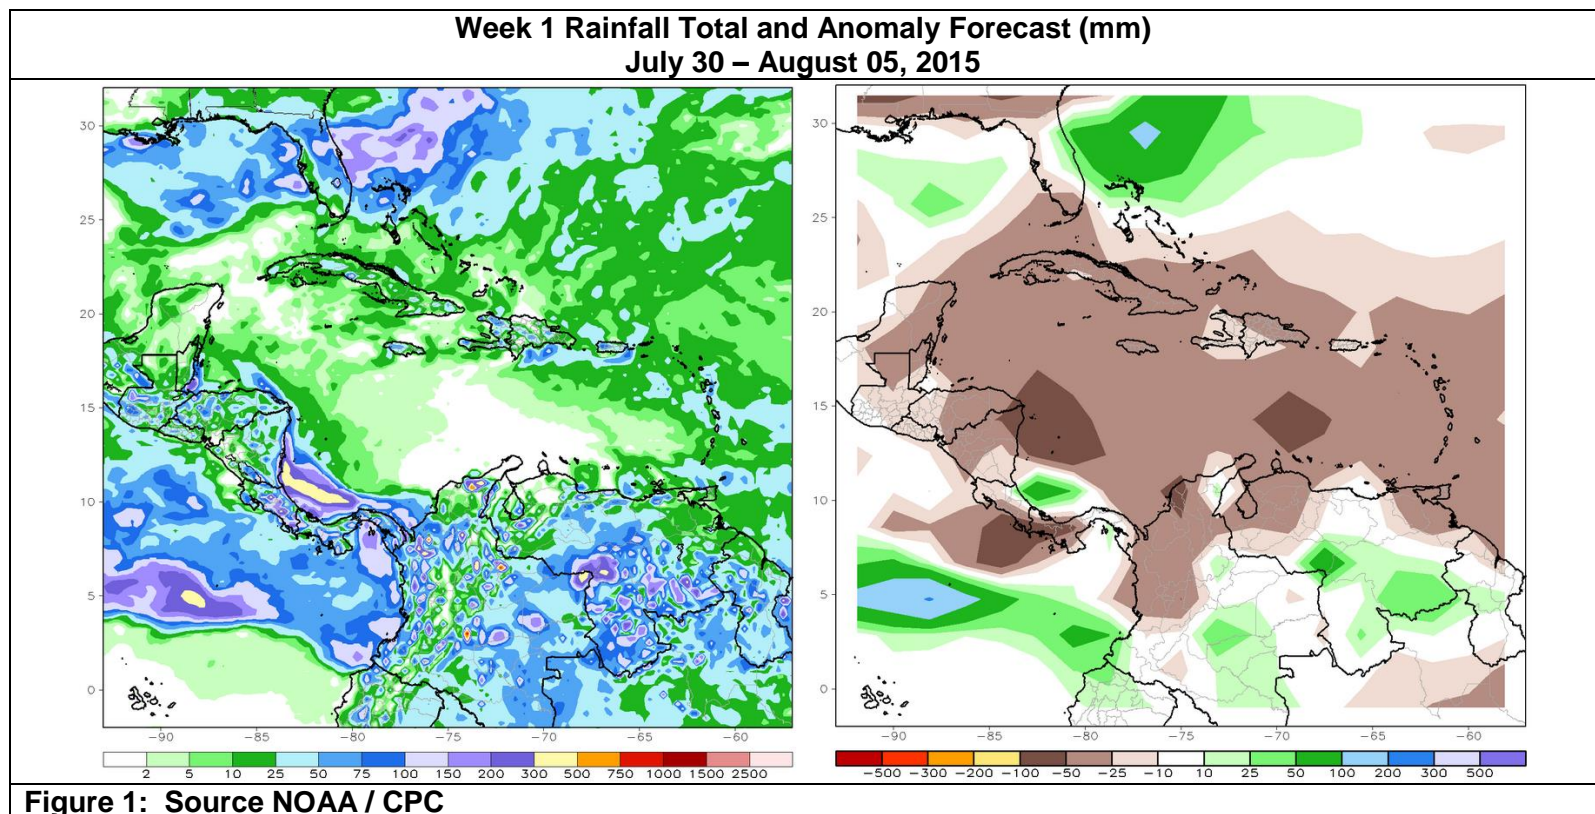 Week 1 Rainfall Total and Anomaly Forecast (mm)
July 30 – August 05, 2015
30
25
20
15
10
5
0
−90 −85 −80 −75 −70 −65 −60
2 5 10 25 50 75 100 150 200 300 500 750 1000 1500 2500
30
25
20
15
10
5
0
−90 −85 −80 −75 −70 −65 −60
−500 −300 −200 −100 −50 −25 −10 10 25 50 100 200 300 500
Figure 1: Source NOAA / CPC